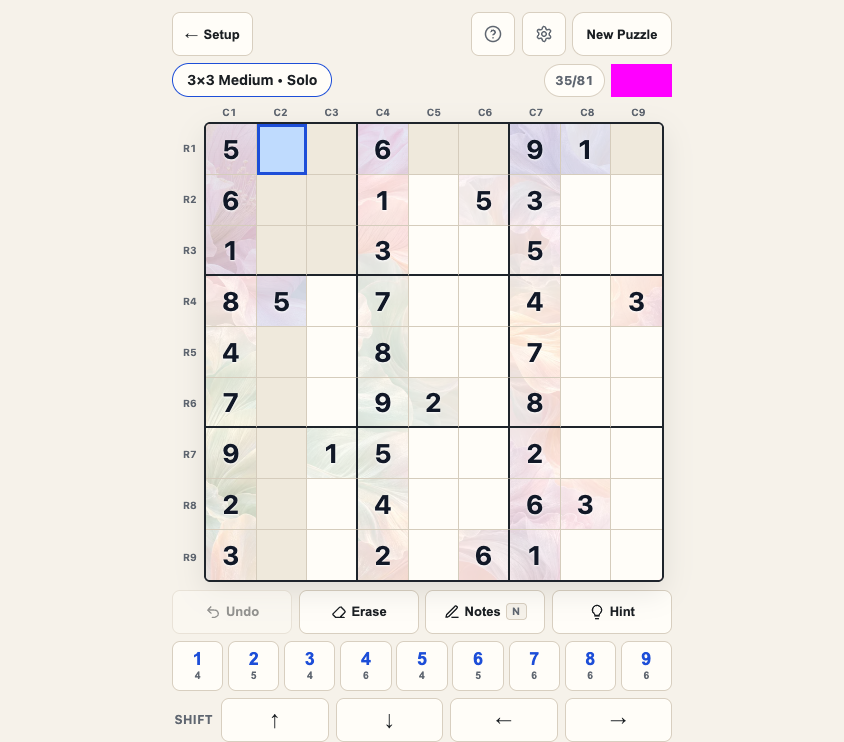 ← Setup
New Puzzle
3×3 Medium • Solo
35/81
C1 C2 C3 C4 C5 C6 C7 C8 C9
R1 5 6 9 1
R2 6 1 5 3
R3 1 3 5
R4 8 5 7 4 3
R5 4 8 7
R6 7 9 2 8
R7 9 1 5 2
R8 2 4 6 3
R9 3 2 6 1
Undo Erase Notes N Hint
1 2 3 4 5 6 7 8 9
4 5 4 6 4 5 6 6 6
SHIFT ↑ ↓ ← →